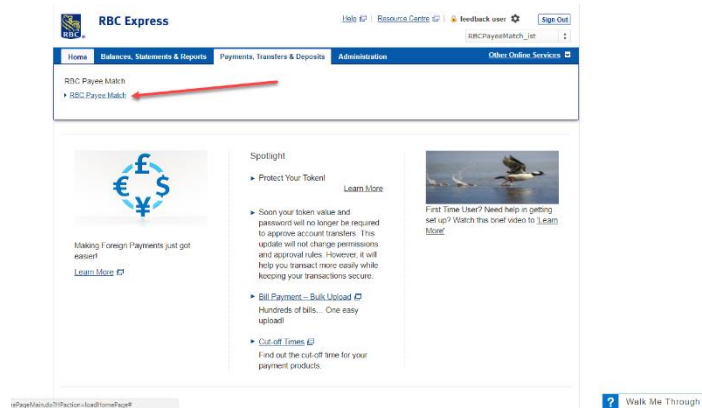 RBC
RBC Express
Help | Resource Centre | feedback user
Sign Out
RBCPayeeMatch_ist
Home Balances, Statements & Reports Payments, Transfers & Deposits Administration Other Online Services
RBC Payee Match
RBC Payee Match
£
€ $
¥
Making Foreign Payments just got
easier!
Learn More
Spotlight
Protect Your Token!
Learn More
Soon your token value and
password will no longer be required
to approve account transfers. This
update will not change permissions
and approval rules. However, it will
help you transact more easily while
keeping your transactions secure.
Bill Payment – Bulk Upload
Hundreds of bills... One easy
upload!
Cut-off Times
Find out the cut-off time for your
payment products.
First Time User? Need help in getting
set up? Watch this brief video to 'Learn
More'
ePageMain.do?HPaction=loadHomePage#
? Walk Me Through